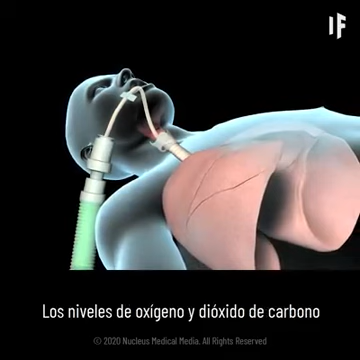 IF
Los niveles de oxígeno y dióxido de carbono
© 2020 Nucleus Medical Media. All Rights Reserved